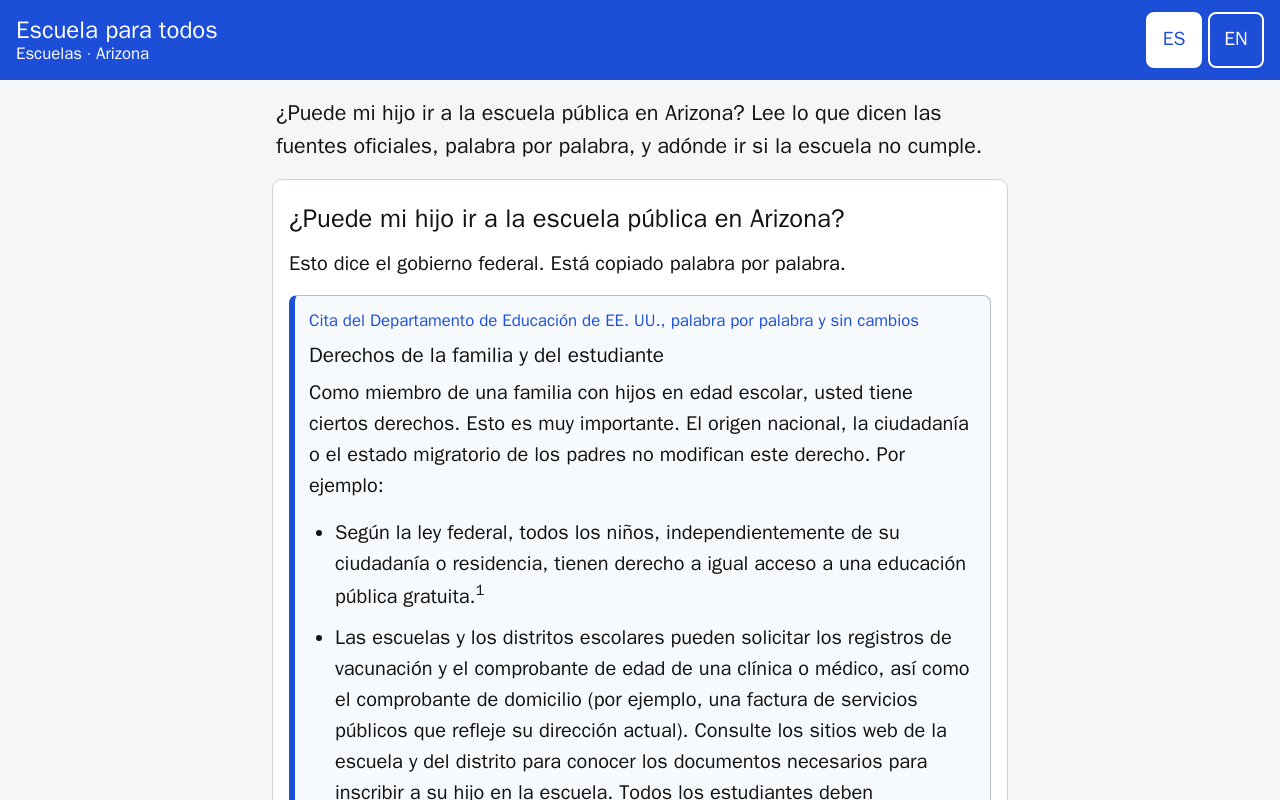 Escuela para todos
Escuelas · Arizona
ES
EN
¿Puede mi hijo ir a la escuela pública en Arizona? Lee lo que dicen las
fuentes oficiales, palabra por palabra, y adónde ir si la escuela no cumple.
¿Puede mi hijo ir a la escuela pública en Arizona?
Esto dice el gobierno federal. Está copiado palabra por palabra.
Cita del Departamento de Educación de EE. UU., palabra por palabra y sin cambios
Derechos de la familia y del estudiante
Como miembro de una familia con hijos en edad escolar, usted tiene
ciertos derechos. Esto es muy importante. El origen nacional, la ciudadanía
o el estado migratorio de los padres no modifican este derecho. Por
ejemplo:
• Según la ley federal, todos los niños, independientemente de su
ciudadanía o residencia, tienen derecho a igual acceso a una educación
pública gratuita.¹
• Las escuelas y los distritos escolares pueden solicitar los registros de
vacunación y el comprobante de edad de una clínica o médico, así como
el comprobante de domicilio (por ejemplo, una factura de servicios
públicos que refleje su dirección actual). Consulte los sitios web de la
escuela y del distrito para conocer los documentos necesarios para
inscribir a su hijo en la escuela. Todos los estudiantes deben